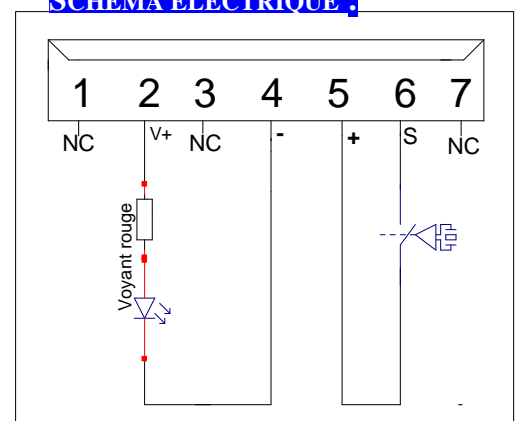 SCHEMA ELECTRIQUE :
1 2 3 4 5 6 7
NC V+ NC - + S NC
Voyant rouge